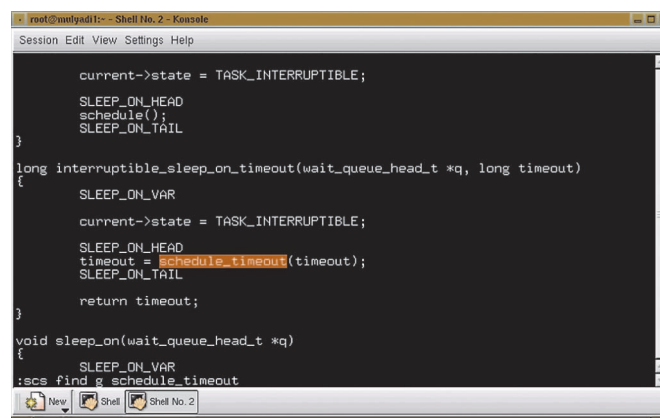 root@mulyadi1:~ - Shell No. 2 - Konsole
Session Edit View Settings Help
current->state = TASK_INTERRUPTIBLE;
SLEEP_ON_HEAD
schedule();
SLEEP_ON_TAIL
}
long interruptible_sleep_on_timeout(wait_queue_head_t *q, long timeout)
{
SLEEP_ON_VAR
current->state = TASK_INTERRUPTIBLE;
SLEEP_ON_HEAD
timeout = schedule_timeout(timeout);
SLEEP_ON_TAIL
return timeout;
}
void sleep_on(wait_queue_head_t *q)
{
SLEEP_ON_VAR
:scs find g schedule_timeout
New Shell Shell No. 2